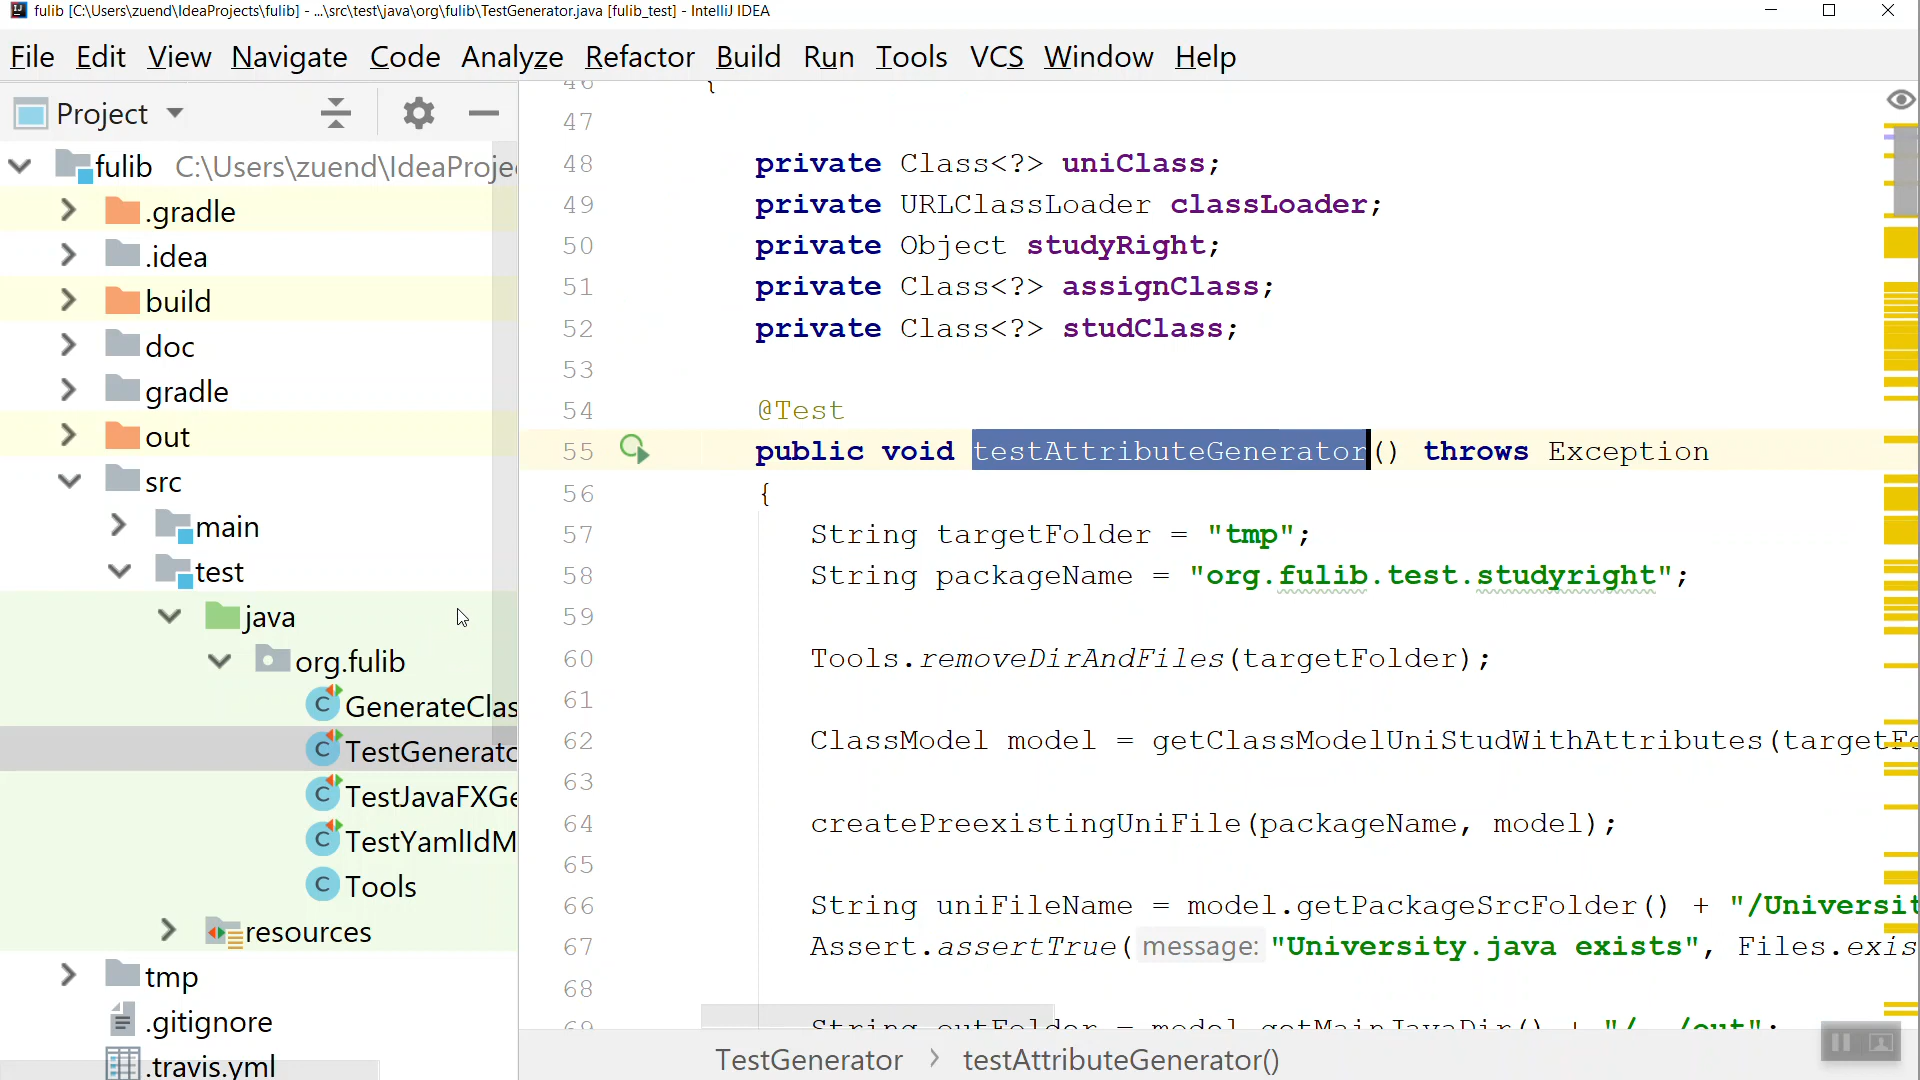 fulib [C:\Users\zuend\IdeaProjects\fulib] - ...\src\test\java\org\fulib\TestGenerator.java [fulib_test] - IntelliJ IDEA
File Edit View Navigate Code Analyze Refactor Build Run Tools VCS Window Help
Project
fulib C:\Users\zuend\IdeaProje
.gradle
.idea
build
doc
gradle
out
src
main
test
java
org.fulib
GenerateClas
TestGenerato
TestJavaFXGe
TestYamlIdM
Tools
resources
tmp
.gitignore
.travis.yml
46 {
47
48 private Class<?> uniClass;
49 private URLClassLoader classLoader;
50 private Object studyRight;
51 private Class<?> assignClass;
52 private Class<?> studClass;
53
54 @Test
55 public void testAttributeGenerator() throws Exception
56 {
57 String targetFolder = "tmp";
58 String packageName = "org.fulib.test.studyright";
59
60 Tools.removeDirAndFiles(targetFolder);
61
62 ClassModel model = getClassModelUniStudWithAttributes(targetFo
63
64 createPreexistingUniFile(packageName, model);
65
66 String uniFileName = model.getPackageSrcFolder() + "/Universit
67 Assert.assertTrue( message: "University.java exists", Files.exis
68
69 String outFolder = model.getMainJavaDir() + "/../out";
TestGenerator > testAttributeGenerator()